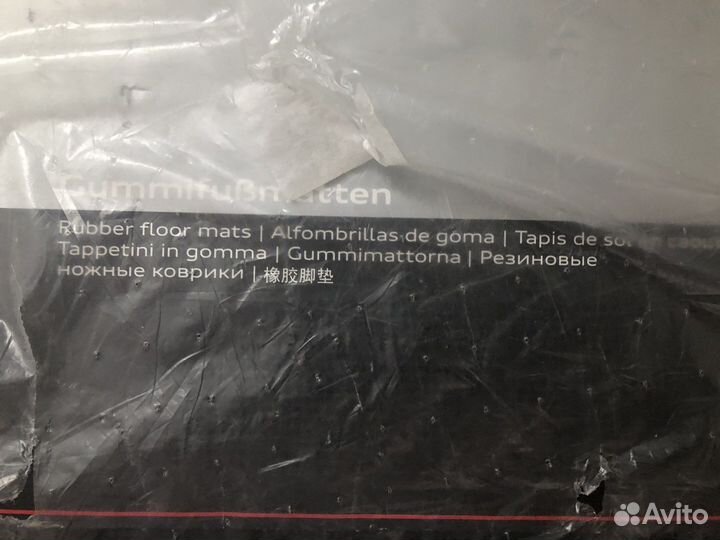 Gummifußmatten
Rubber floor mats | Alfombrillas de goma | Tapis de sol
Tappetini in gomma | Gummimattorna | Резиновые
ножные коврики | 橡胶脚垫
Avito